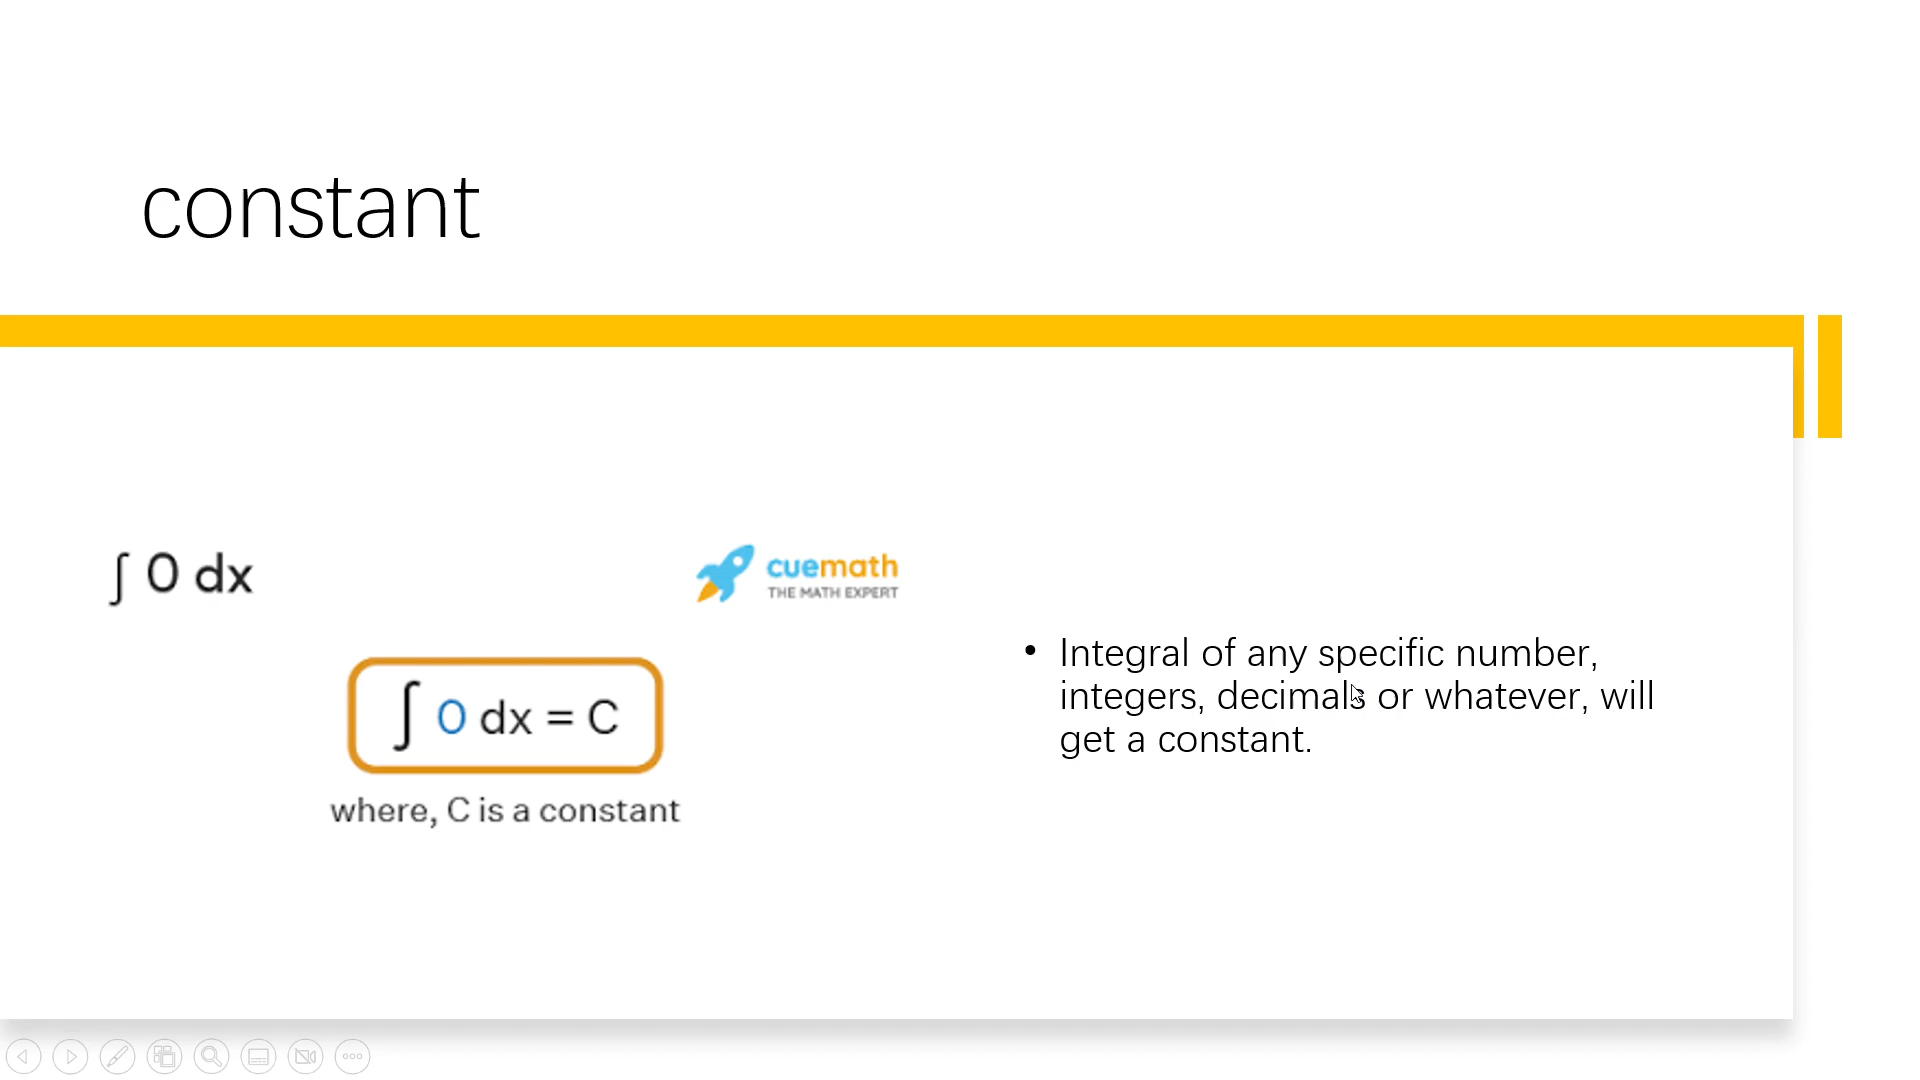 constant
∫ 0 dx
cuemath
THE MATH EXPERT
∫ 0 dx = C
where, C is a constant
• Integral of any specific number,
integers, decimals or whatever, will
get a constant.